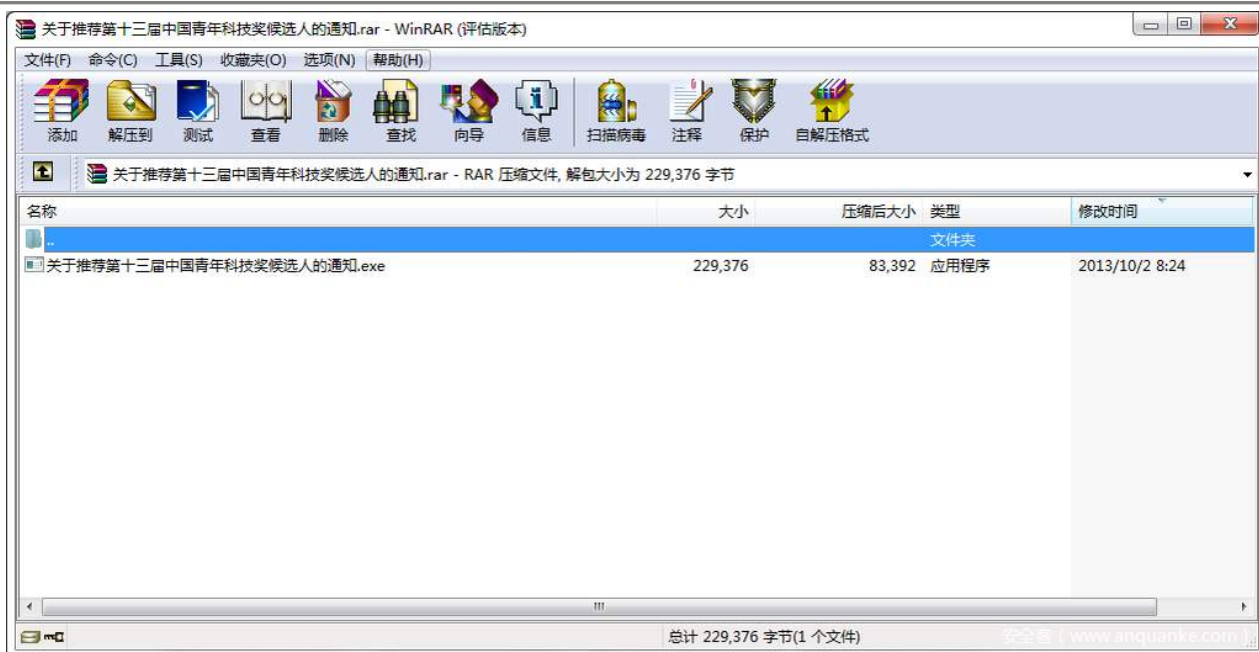 关于推荐第十三届中国青年科技奖候选人的通知.rar - WinRAR (评估版本)
文件(F) 命令(C) 工具(S) 收藏夹(O) 选项(N) 帮助(H)
添加 解压到 测试 查看 删除 查找 向导 信息 扫描病毒 注释 保护 自解压格式
关于推荐第十三届中国青年科技奖候选人的通知.rar - RAR 压缩文件, 解包大小为 229,376 字节
名称 大小 压缩后大小 类型 修改时间
.. 文件夹
关于推荐第十三届中国青年科技奖候选人的通知.exe 229,376 83,392 应用程序 2013/10/2 8:24
总计 229,376 字节(1 个文件)
安全客 ( www.anquanke.com )